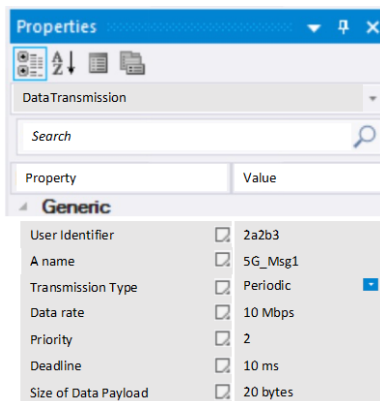 Properties
DataTransmission
Search
Property Value
Generic
User Identifier 2a2b3
A name 5G_Msg1
Transmission Type Periodic
Data rate 10 Mbps
Priority 2
Deadline 10 ms
Size of Data Payload 20 bytes